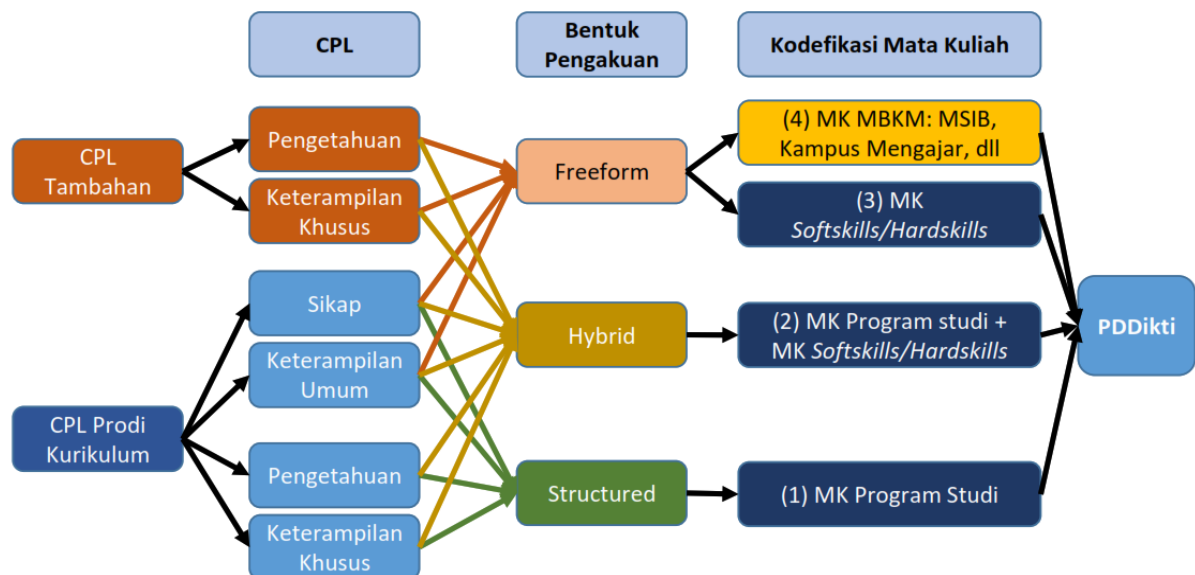 CPL
Bentuk
Pengakuan
Kodefikasi Mata Kuliah
CPL
Tambahan
Pengetahuan
Keterampilan
Khusus
Freeform
(4) MK MBKM: MSIB,
Kampus Mengajar, dll
(3) MK
Softskills/Hardskills
CPL Prodi
Kurikulum
Sikap
Keterampilan
Umum
Pengetahuan
Keterampilan
Khusus
Hybrid
(2) MK Program studi +
MK Softskills/Hardskills
Structured
(1) MK Program Studi
PDDikti